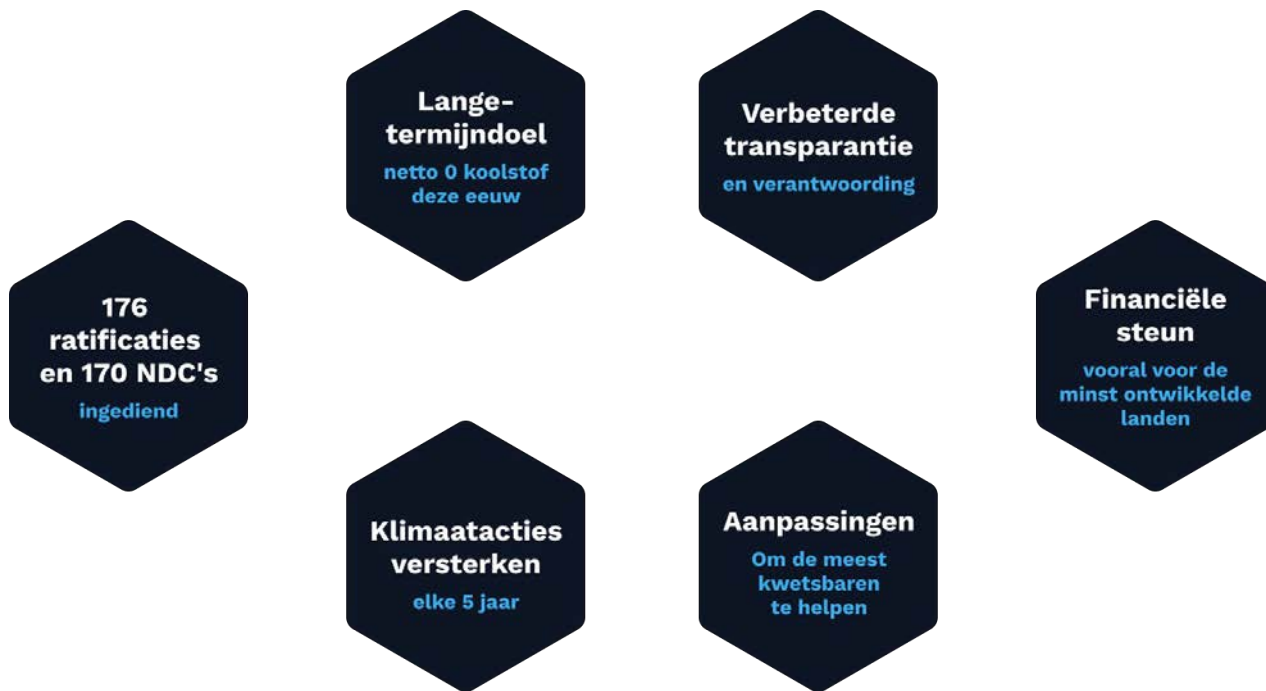 Lange-
termijndoel
netto 0 koolstof
deze eeuw
Verbeterde
transparantie
en verantwoording
176
ratificaties
en 170 NDC's
ingediend
Financiële
steun
vooral voor de
minst ontwikkelde
landen
Klimaatacties
versterken
elke 5 jaar
Aanpassingen
Om de meest
kwetsbaren
te helpen